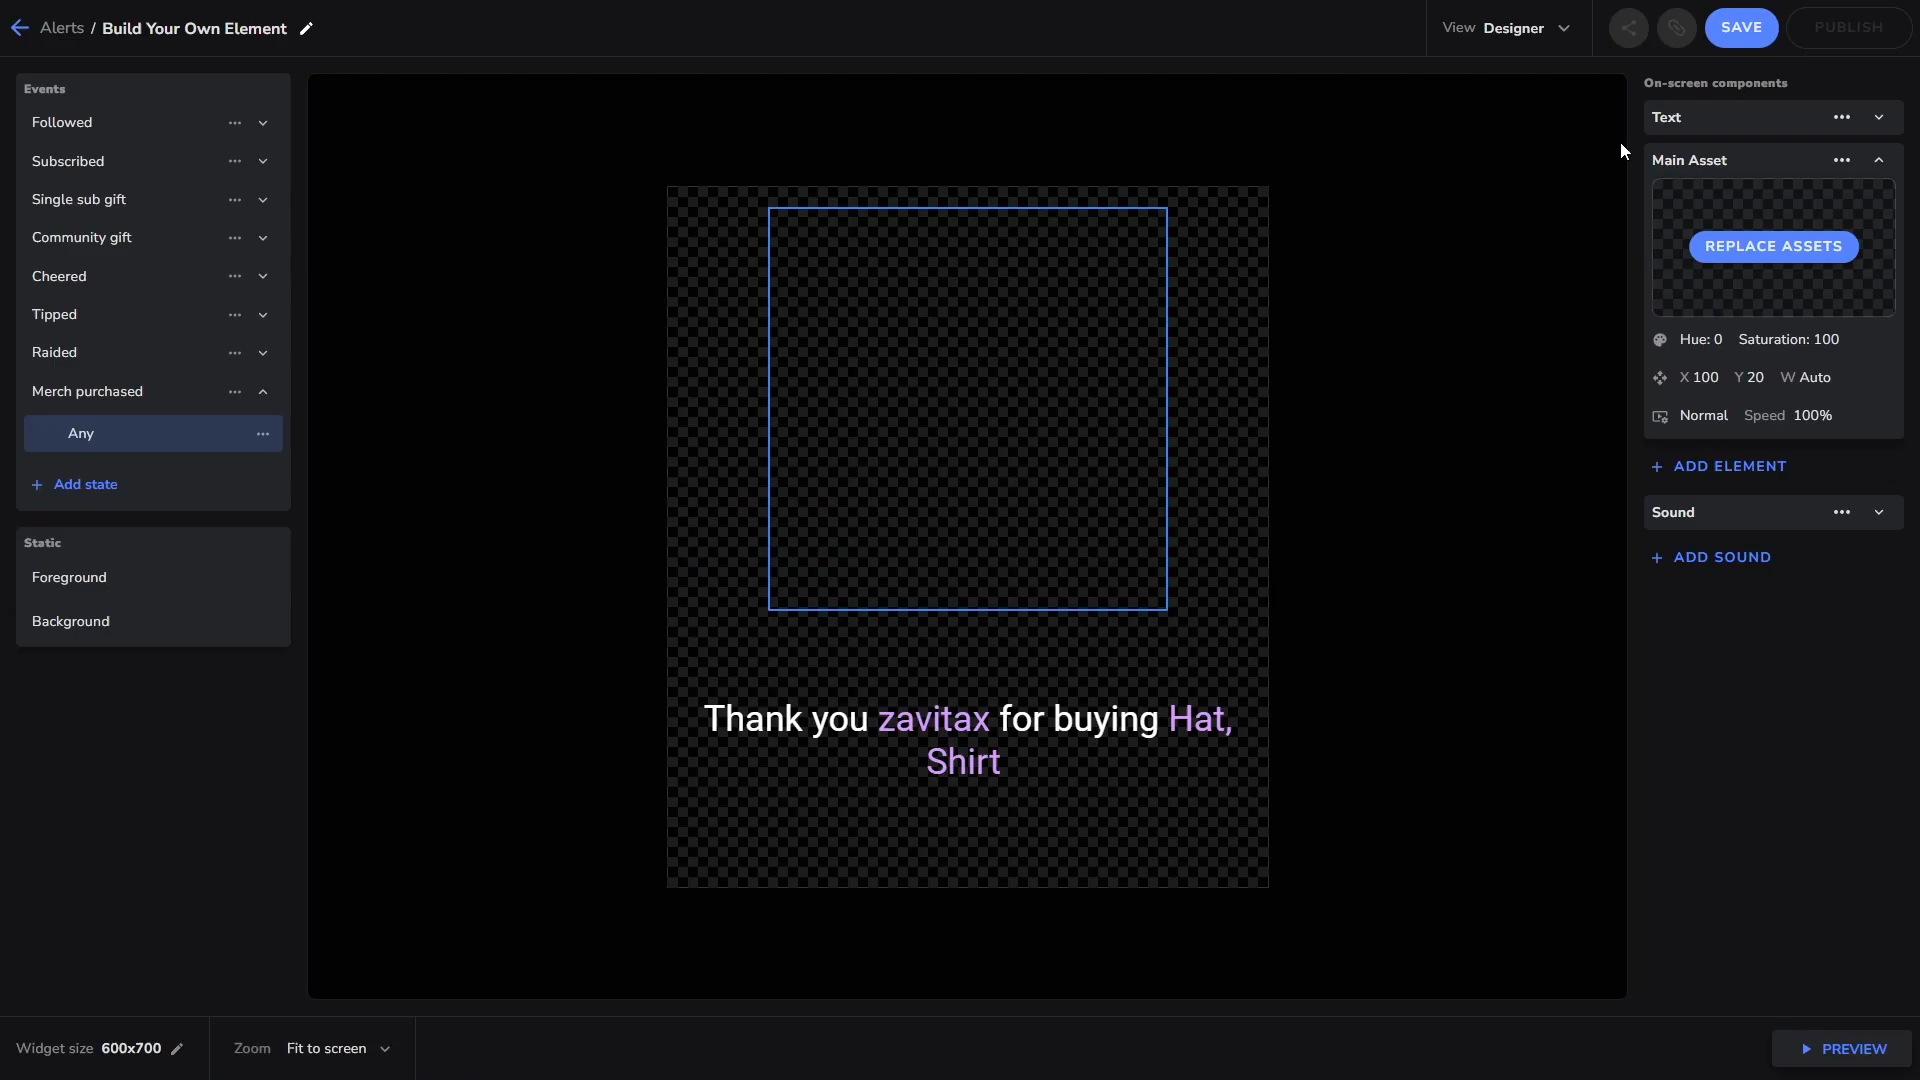 Alerts / Build Your Own Element
View Designer
SAVE
PUBLISH
Events
Followed
Subscribed
Single sub gift
Community gift
Cheered
Tipped
Raided
Merch purchased
Any
+ Add state
Static
Foreground
Background
Thank you zavitax for buying Hat,
Shirt
On-screen components
Text
Main Asset
REPLACE ASSETS
Hue: 0 Saturation: 100
X 100 Y 20 W Auto
Normal Speed 100%
+ ADD ELEMENT
Sound
+ ADD SOUND
Widget size 600x700
Zoom Fit to screen
PREVIEW